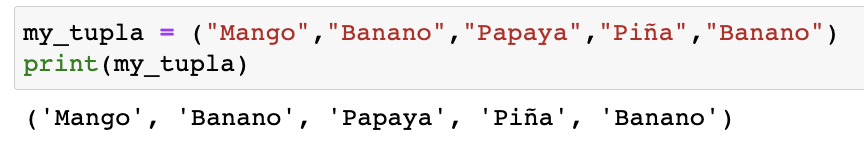 my_tupla = ("Mango","Banano","Papaya","Piña","Banano")
print(my_tupla)
('Mango', 'Banano', 'Papaya', 'Piña', 'Banano')